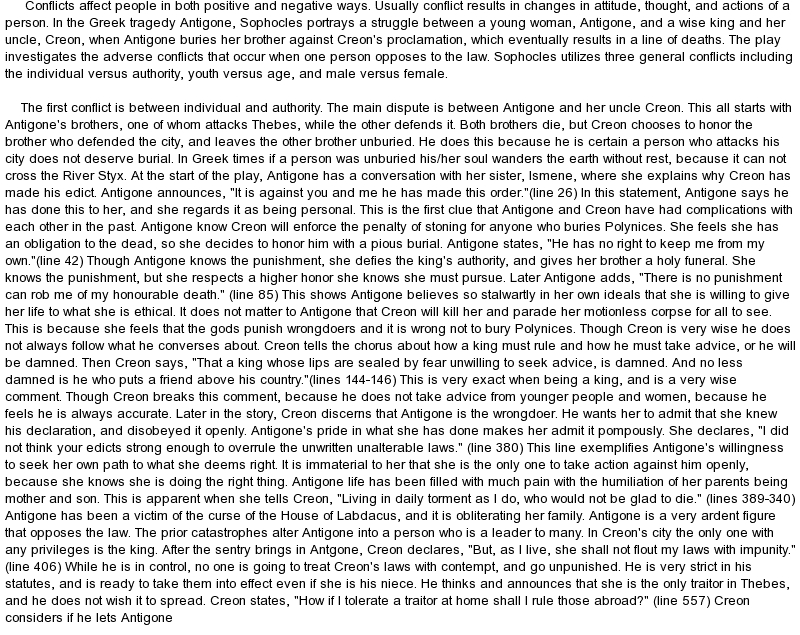 Conflicts affect people in both positive and negative ways. Usually conflict results in changes in attitude, thought, and actions of a
person. In the Greek tragedy Antigone, Sophocles portrays a struggle between a young woman, Antigone, and a wise king and her
uncle, Creon, when Antigone buries her brother against Creon's proclamation, which eventually results in a line of deaths. The play
investigates the adverse conflicts that occur when one person opposes to the law. Sophocles utilizes three general conflicts including
the individual versus authority, youth versus age, and male versus female.
The first conflict is between individual and authority. The main dispute is between Antigone and her uncle Creon. This all starts with
Antigone's brothers, one of whom attacks Thebes, while the other defends it. Both brothers die, but Creon chooses to honor the
brother who defended the city, and leaves the other brother unburied. He does this because he is certain a person who attacks his
city does not deserve burial. In Greek times if a person was unburied his/her soul wanders the earth without rest, because it can not
cross the River Styx. At the start of the play, Antigone has a conversation with her sister, Ismene, where she explains why Creon has
made his edict. Antigone announces, "It is against you and me he has made this order."(line 26) In this statement, Antigone says he
has done this to her, and she regards it as being personal. This is the first clue that Antigone and Creon have had complications with
each other in the past. Antigone know Creon will enforce the penalty of stoning for anyone who buries Polynices. She feels she has
an obligation to the dead, so she decides to honor him with a pious burial. Antigone states, "He has no right to keep me from my
own."(line 42) Though Antigone knows the punishment, she defies the king's authority, and gives her brother a holy funeral. She
knows the punishment, but she respects a higher honor she knows she must pursue. Later Antigone adds, "There is no punishment
can rob me of my honourable death." (line 85) This shows Antigone believes so stalwartly in her own ideals that she is willing to give
her life to what she is ethical. It does not matter to Antigone that Creon will kill her and parade her motionless corpse for all to see.
This is because she feels that the gods punish wrongdoers and it is wrong not to bury Polynices. Though Creon is very wise he does
not always follow what he converses about. Creon tells the chorus about how a king must rule and how he must take advice, or he will
be damned. Then Creon says, "That a king whose lips are sealed by fear unwilling to seek advice, is damned. And no less
damned is he who puts a friend above his country."(lines 144-146) This is very exact when being a king, and is a very wise
comment. Though Creon breaks this comment, because he does not take advice from younger people and women, because he
feels he is always accurate. Later in the story, Creon discerns that Antigone is the wrongdoer. He wants her to admit that she knew
his declaration, and disobeyed it openly. Antigone's pride in what she has done makes her admit it pompously. She declares, "I did
not think your edicts strong enough to overrule the unwritten unalterable laws." (line 380) This line exemplifies Antigone's willingness
to seek her own path to what she deems right. It is immaterial to her that she is the only one to take action against him openly,
because she knows she is doing the right thing. Antigone life has been filled with much pain with the humiliation of her parents being
mother and son. This is apparent when she tells Creon, "Living in daily torment as I do, who would not be glad to die." (lines 389-340)
Antigone has been a victim of the curse of the House of Labdacus, and it is obliterating her family. Antigone is a very ardent figure
that opposes the law. The prior catastrophes alter Antigone into a person who is a leader to many. In Creon's city the only one with
any privileges is the king. After the sentry brings in Antgone, Creon declares, "But, as I live, she shall not flout my laws with impunity."
(line 406) While he is in control, no one is going to treat Creon's laws with contempt, and go unpunished. He is very strict in his
statutes, and is ready to take them into effect even if she is his niece. He thinks and announces that she is the only traitor in Thebes,
and he does not wish it to spread. Creon states, "How if I tolerate a traitor at home shall I rule those abroad?" (line 557) Creon
considers if he lets Antigone